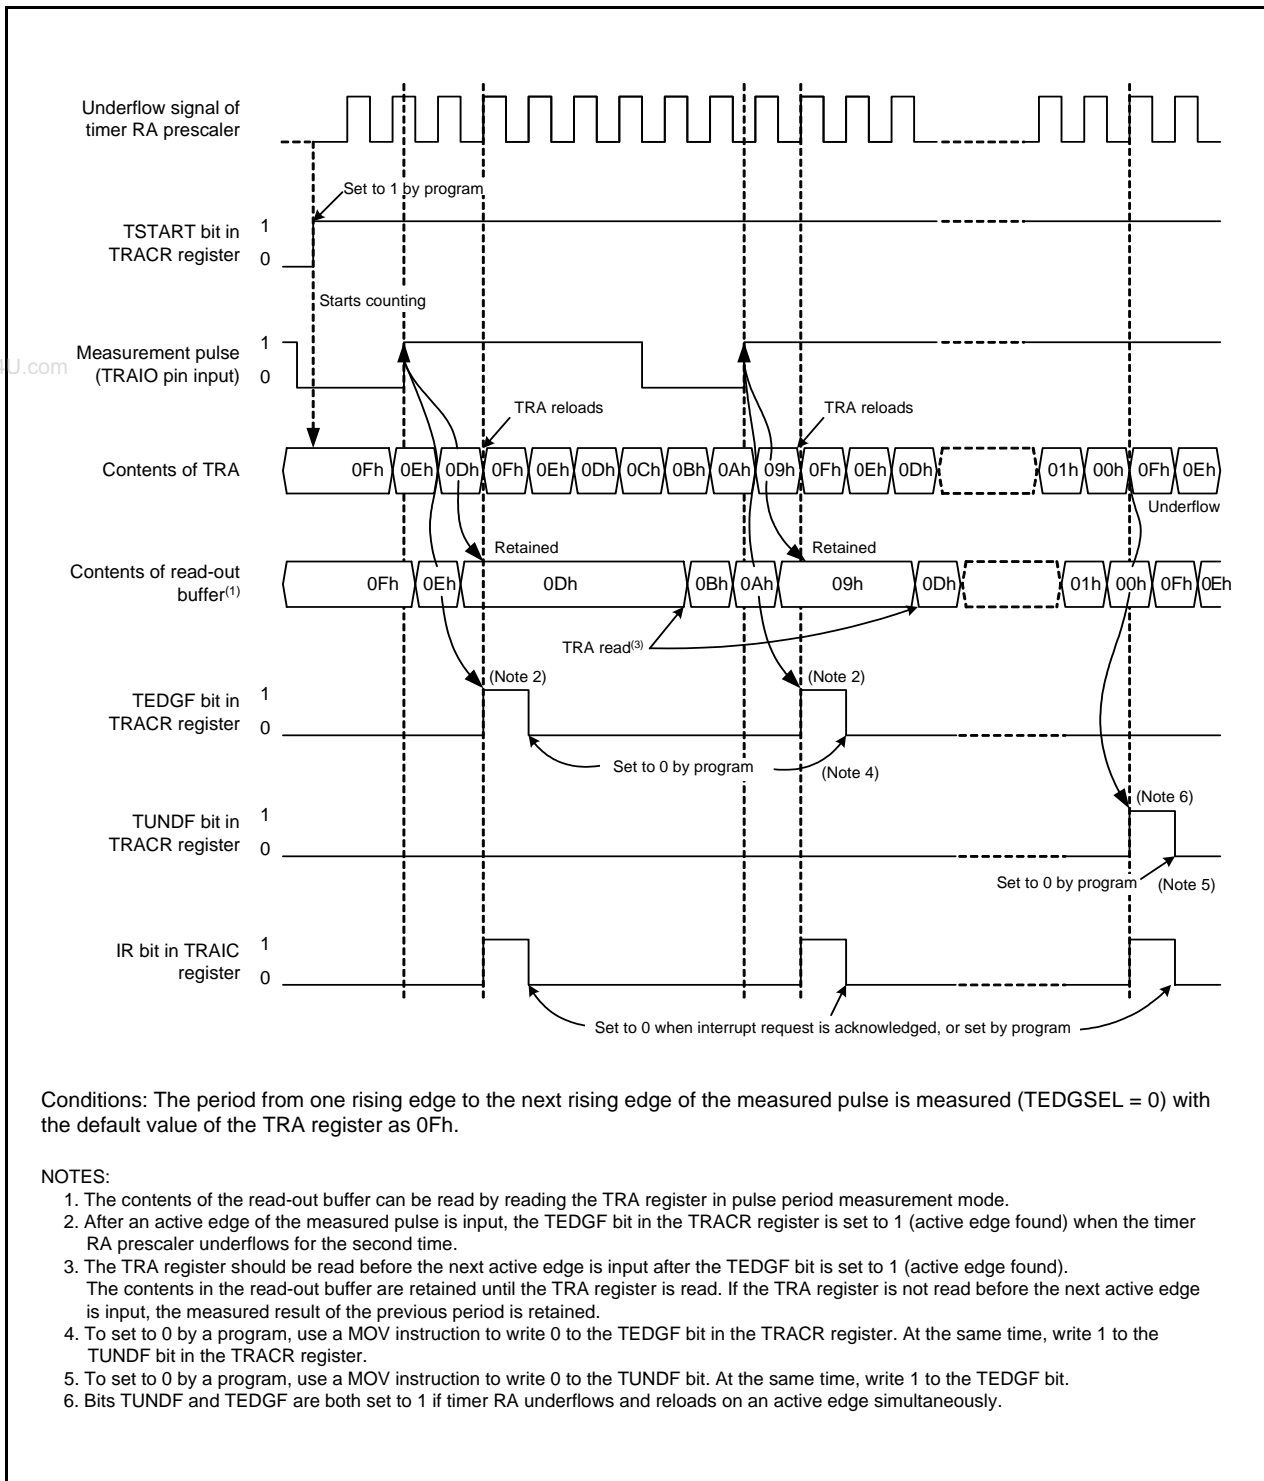 Underflow signal of
timer RA prescaler
Set to 1 by program
TSTART bit in
TRACR register
1
0
Starts counting
4U.com
Measurement pulse
(TRAIO pin input)
1
0
TRA reloads
TRA reloads
Contents of TRA
0Fh 0Eh 0Dh 0Fh 0Eh 0Dh 0Ch 0Bh 0Ah 09h 0Fh 0Eh 0Dh 01h 00h 0Fh 0Eh
Underflow
Retained
Retained
Contents of read-out
buffer(1)
0Fh 0Eh 0Dh 0Bh 0Ah 09h 0Dh 01h 00h 0Fh 0Eh
TRA read(3)
(Note 2)
(Note 2)
TEDGF bit in
TRACR register
1
0
Set to 0 by program
(Note 4)
(Note 6)
TUNDF bit in
TRACR register
1
0
Set to 0 by program
(Note 5)
IR bit in TRAIC
register
1
0
Set to 0 when interrupt request is acknowledged, or set by program
Conditions: The period from one rising edge to the next rising edge of the measured pulse is measured (TEDGSEL = 0) with
the default value of the TRA register as 0Fh.
NOTES:
1. The contents of the read-out buffer can be read by reading the TRA register in pulse period measurement mode.
2. After an active edge of the measured pulse is input, the TEDGF bit in the TRACR register is set to 1 (active edge found) when the timer
RA prescaler underflows for the second time.
3. The TRA register should be read before the next active edge is input after the TEDGF bit is set to 1 (active edge found).
The contents in the read-out buffer are retained until the TRA register is read. If the TRA register is not read before the next active edge
is input, the measured result of the previous period is retained.
4. To set to 0 by a program, use a MOV instruction to write 0 to the TEDGF bit in the TRACR register. At the same time, write 1 to the
TUNDF bit in the TRACR register.
5. To set to 0 by a program, use a MOV instruction to write 0 to the TUNDF bit. At the same time, write 1 to the TEDGF bit.
6. Bits TUNDF and TEDGF are both set to 1 if timer RA underflows and reloads on an active edge simultaneously.